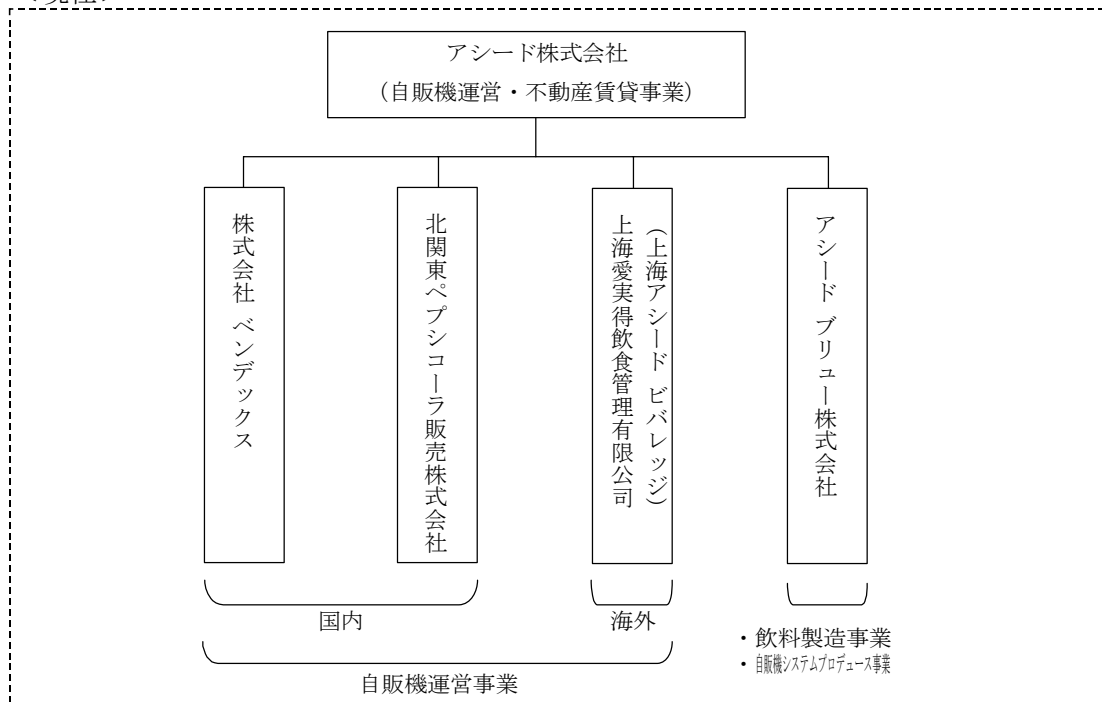 アシード株式会社
（自販機運営・不動産賃貸事業）
株式会社 ベンデックス
北関東ペプシコーラ販売株式会社
（上海アシード ビバレッジ）
上海愛実得飲食管理有限公司
アシード ブリュー株式会社
国内
海外
・飲料製造事業
・自販機システムプロデュース事業
自販機運営事業